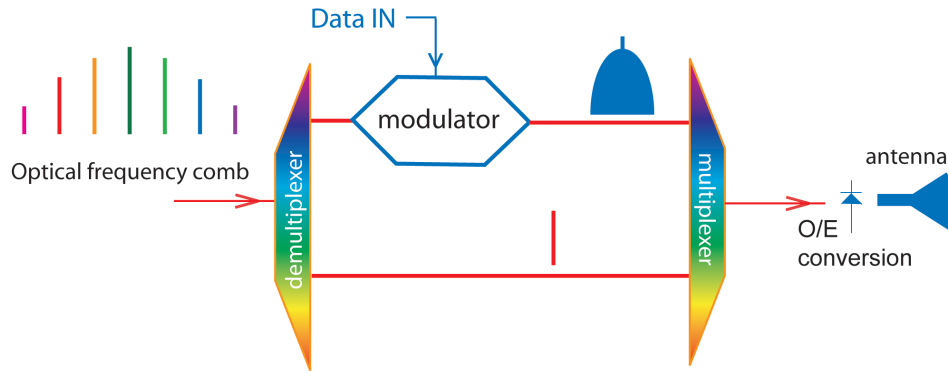 Data IN
modulator
Optical frequency comb
demultiplexer
multiplexer
antenna
O/E
conversion